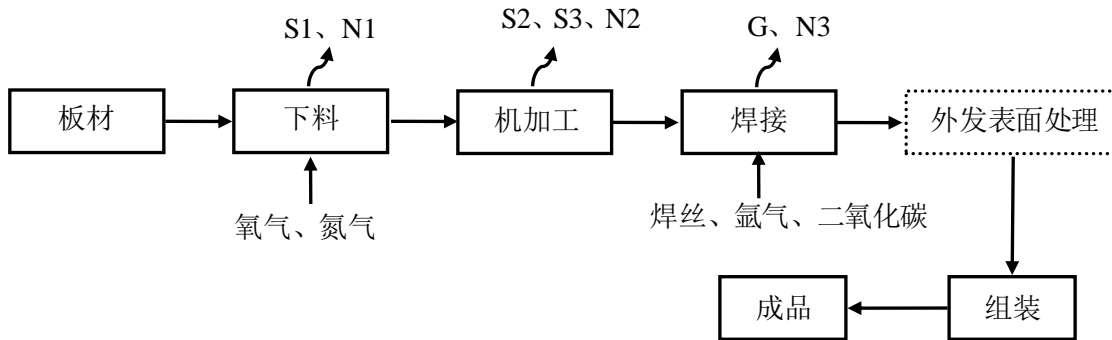 S1、N1
S2、S3、N2
G、N3
板材
下料
机加工
焊接
外发表面处理
氧气、氮气
焊丝、氩气、二氧化碳
成品
组装